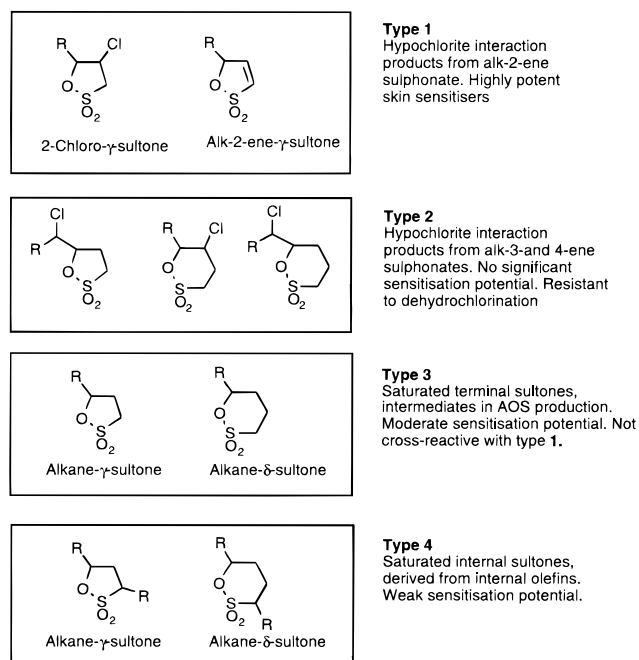 R
Cl
O
S
O2
2-Chloro-γ-sultone
R
O
S
O2
Alk-2-ene-γ-sultone
Type 1
Hypochlorite interaction
products from alk-2-ene
sulphonate. Highly potent
skin sensitisers
Cl
R
O
S
O2
R
Cl
O
S
O2
Cl
R
O
S
O2
Type 2
Hypochlorite interaction
products from alk-3-and 4-ene
sulphonates. No significant
sensitisation potential. Resistant
to dehydrochlorination
R
O
S
O2
Alkane-γ-sultone
R
O
S
O2
Alkane-δ-sultone
Type 3
Saturated terminal sultones,
intermediates in AOS production.
Moderate sensitisation potential. Not
cross-reactive with type 1.
R
O
S
O2
R
Alkane-γ-sultone
R
O
S
O2
R
Alkane-δ-sultone
Type 4
Saturated internal sultones,
derived from internal olefins.
Weak sensitisation potential.